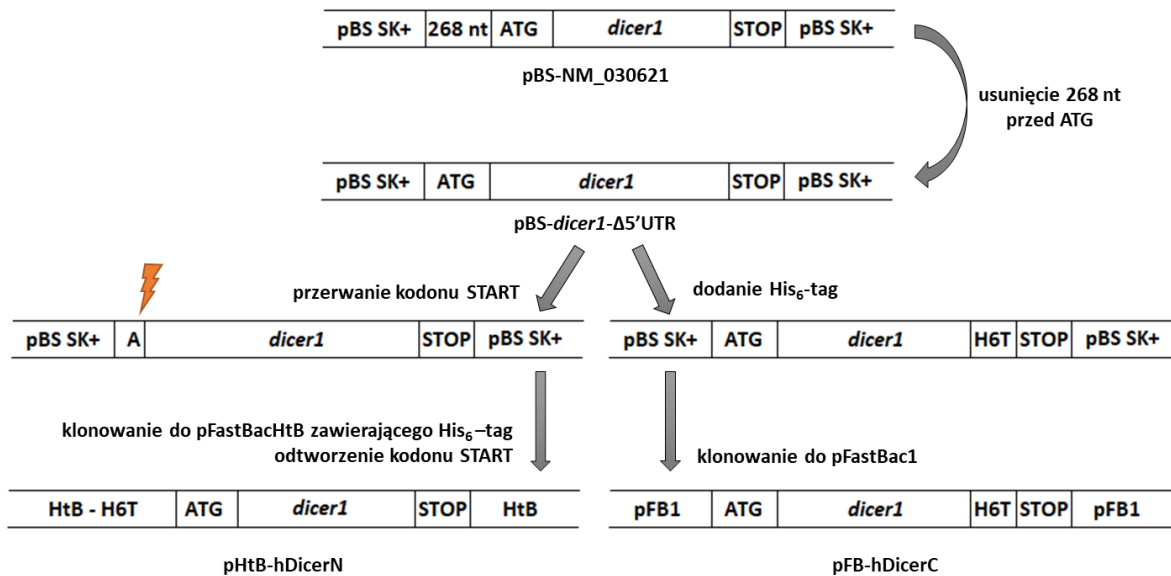 pBS SK+ 268 nt ATG dicer1 STOP pBS SK+
pBS-NM_030621
usunięcie 268 nt
przed ATG
pBS SK+ ATG dicer1 STOP pBS SK+
pBS-dicer1-Δ5’UTR
przerwanie kodonu START
dodanie His₆-tag
pBS SK+ A dicer1 STOP pBS SK+
pBS SK+ ATG dicer1 H6T STOP pBS SK+
klonowanie do pFastBacHtB zawierającego His₆–tag
odtworzenie kodonu START
klonowanie do pFastBac1
HtB - H6T ATG dicer1 STOP HtB
pFB1 ATG dicer1 H6T STOP pFB1
pHtB-hDicerN
pFB-hDicerC